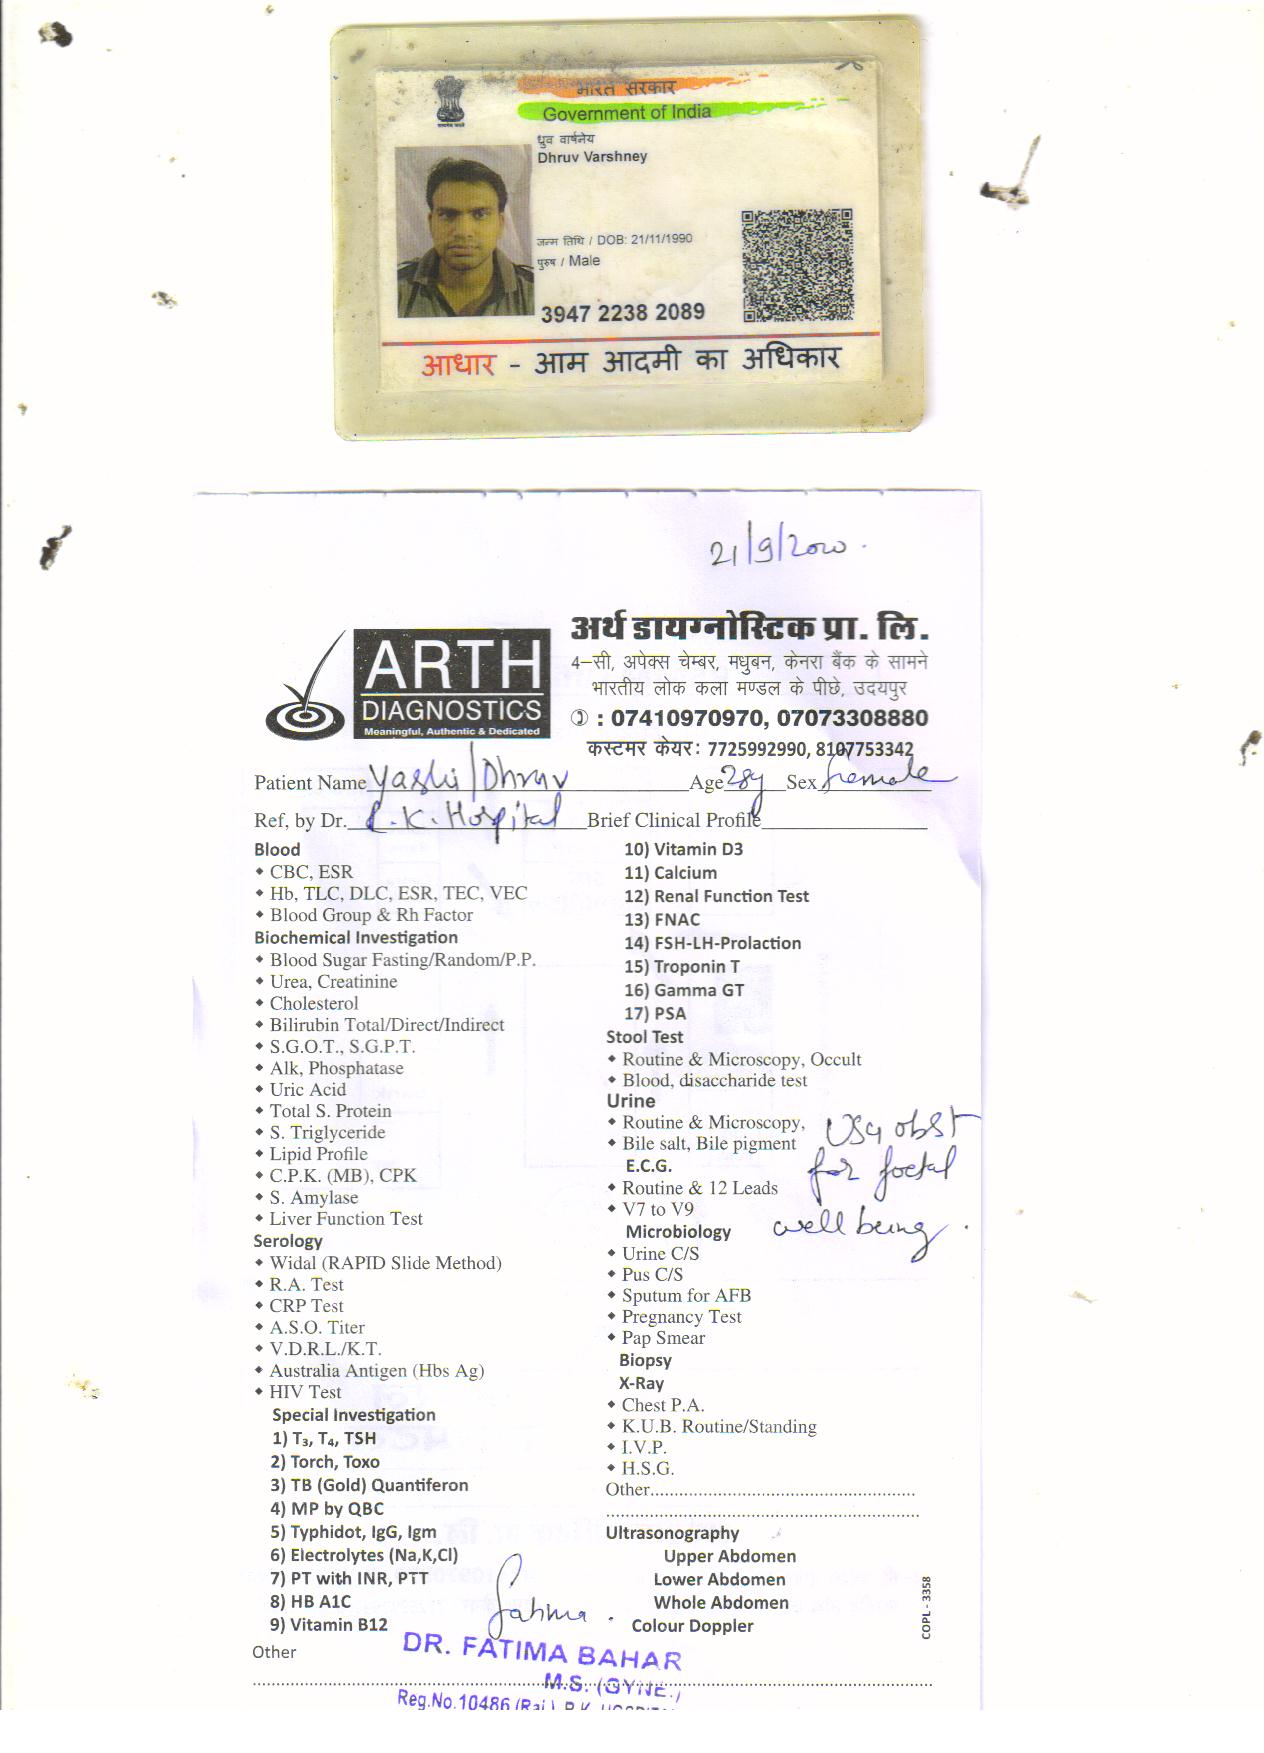 भारत सरकार
Government of India
ध्रुव वार्षनेय
Dhruv Varshney
जन्म तिथि / DOB: 21/11/1990
पुरुष / Male
3947 2238 2089
आधार - आम आदमी का अधिकार
21/9/2020.
अर्थ डायग्नोस्टिक प्रा. लि.
ARTH
DIAGNOSTICS
Meaningful, Authentic & Dedicated
4–सी, अपेक्स चेम्बर, मधुबन, केनरा बैंक के सामने
भारतीय लोक कला मण्डल के पीछे, उदयपुर
: 07410970970, 07073308880
कस्टमर केयर: 7725992990, 8107753342
Patient Name Yashi/Dhruv Age 28y Sex female
Ref, by Dr. K. Hospital Brief Clinical Profile
Blood
CBC, ESR
Hb, TLC, DLC, ESR, TEC, VEC
Blood Group & Rh Factor
Biochemical Investigation
Blood Sugar Fasting/Random/P.P.
Urea, Creatinine
Cholesterol
Bilirubin Total/Direct/Indirect
S.G.O.T., S.G.P.T.
Alk, Phosphatase
Uric Acid
Total S. Protein
S. Triglyceride
Lipid Profile
C.P.K. (MB), CPK
S. Amylase
Liver Function Test
Serology
Widal (RAPID Slide Method)
R.A. Test
CRP Test
A.S.O. Titer
V.D.R.L./K.T.
Australia Antigen (Hbs Ag)
HIV Test
Special Investigation
1) T₃, T₄, TSH
2) Torch, Toxo
3) TB (Gold) Quantiferon
4) MP by QBC
5) Typhidot, IgG, Igm
6) Electrolytes (Na,K,Cl)
7) PT with INR, PTT
8) HB A1C
9) Vitamin B12
Other
10) Vitamin D3
11) Calcium
12) Renal Function Test
13) FNAC
14) FSH-LH-Prolaction
15) Troponin T
16) Gamma GT
17) PSA
Stool Test
Routine & Microscopy, Occult
Blood, disaccharide test
Urine
Routine & Microscopy,
Bile salt, Bile pigment
E.C.G.
Routine & 12 Leads
V7 to V9
Microbiology
Urine C/S
Pus C/S
Sputum for AFB
Pregnancy Test
Pap Smear
Biopsy
X-Ray
Chest P.A.
K.U.B. Routine/Standing
I.V.P.
H.S.G.
Other
Ultrasonography
Upper Abdomen
Lower Abdomen
Whole Abdomen
Colour Doppler
USG obst
for foetal
well being.
COPL - 3358
Fatima.
DR. FATIMA BAHAR
M.S. (GYNE.)
Reg.No.10486 (Raj.)